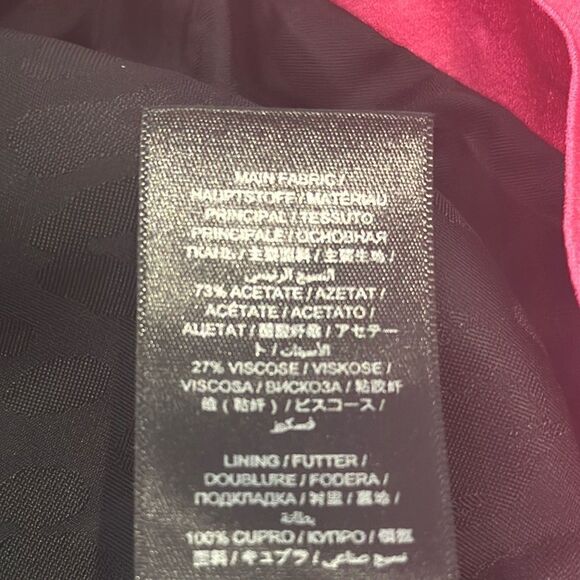 MAIN FABRIC /
HAUPTSTOFF / MATERIAU
PRINCIPAL / TESSUTO
PRINCIPALE / ОСНОВНАЯ
ТКАНЬ / 主要面料 / 主要生地 /
النسيج الرئيسي
73% ACETATE / AZETAT /
ACÉTATE / ACETATO /
АЦЕТАТ / 醋酸纤维 / アセテー
ト / الأسيتات
27% VISCOSE / VISKOSE /
VISCOSA / ВИСКОЗА / 粘胶纤
维 (粘纤) / ビスコース /
فسكوز
LINING / FUTTER /
DOUBLURE / FODERA /
ПОДКЛАДКА / 衬里 / 裏地 /
بطانة
100% CUPRO / КУПРО / 铜氨
面料 / キュプラ / نسيج صناعي